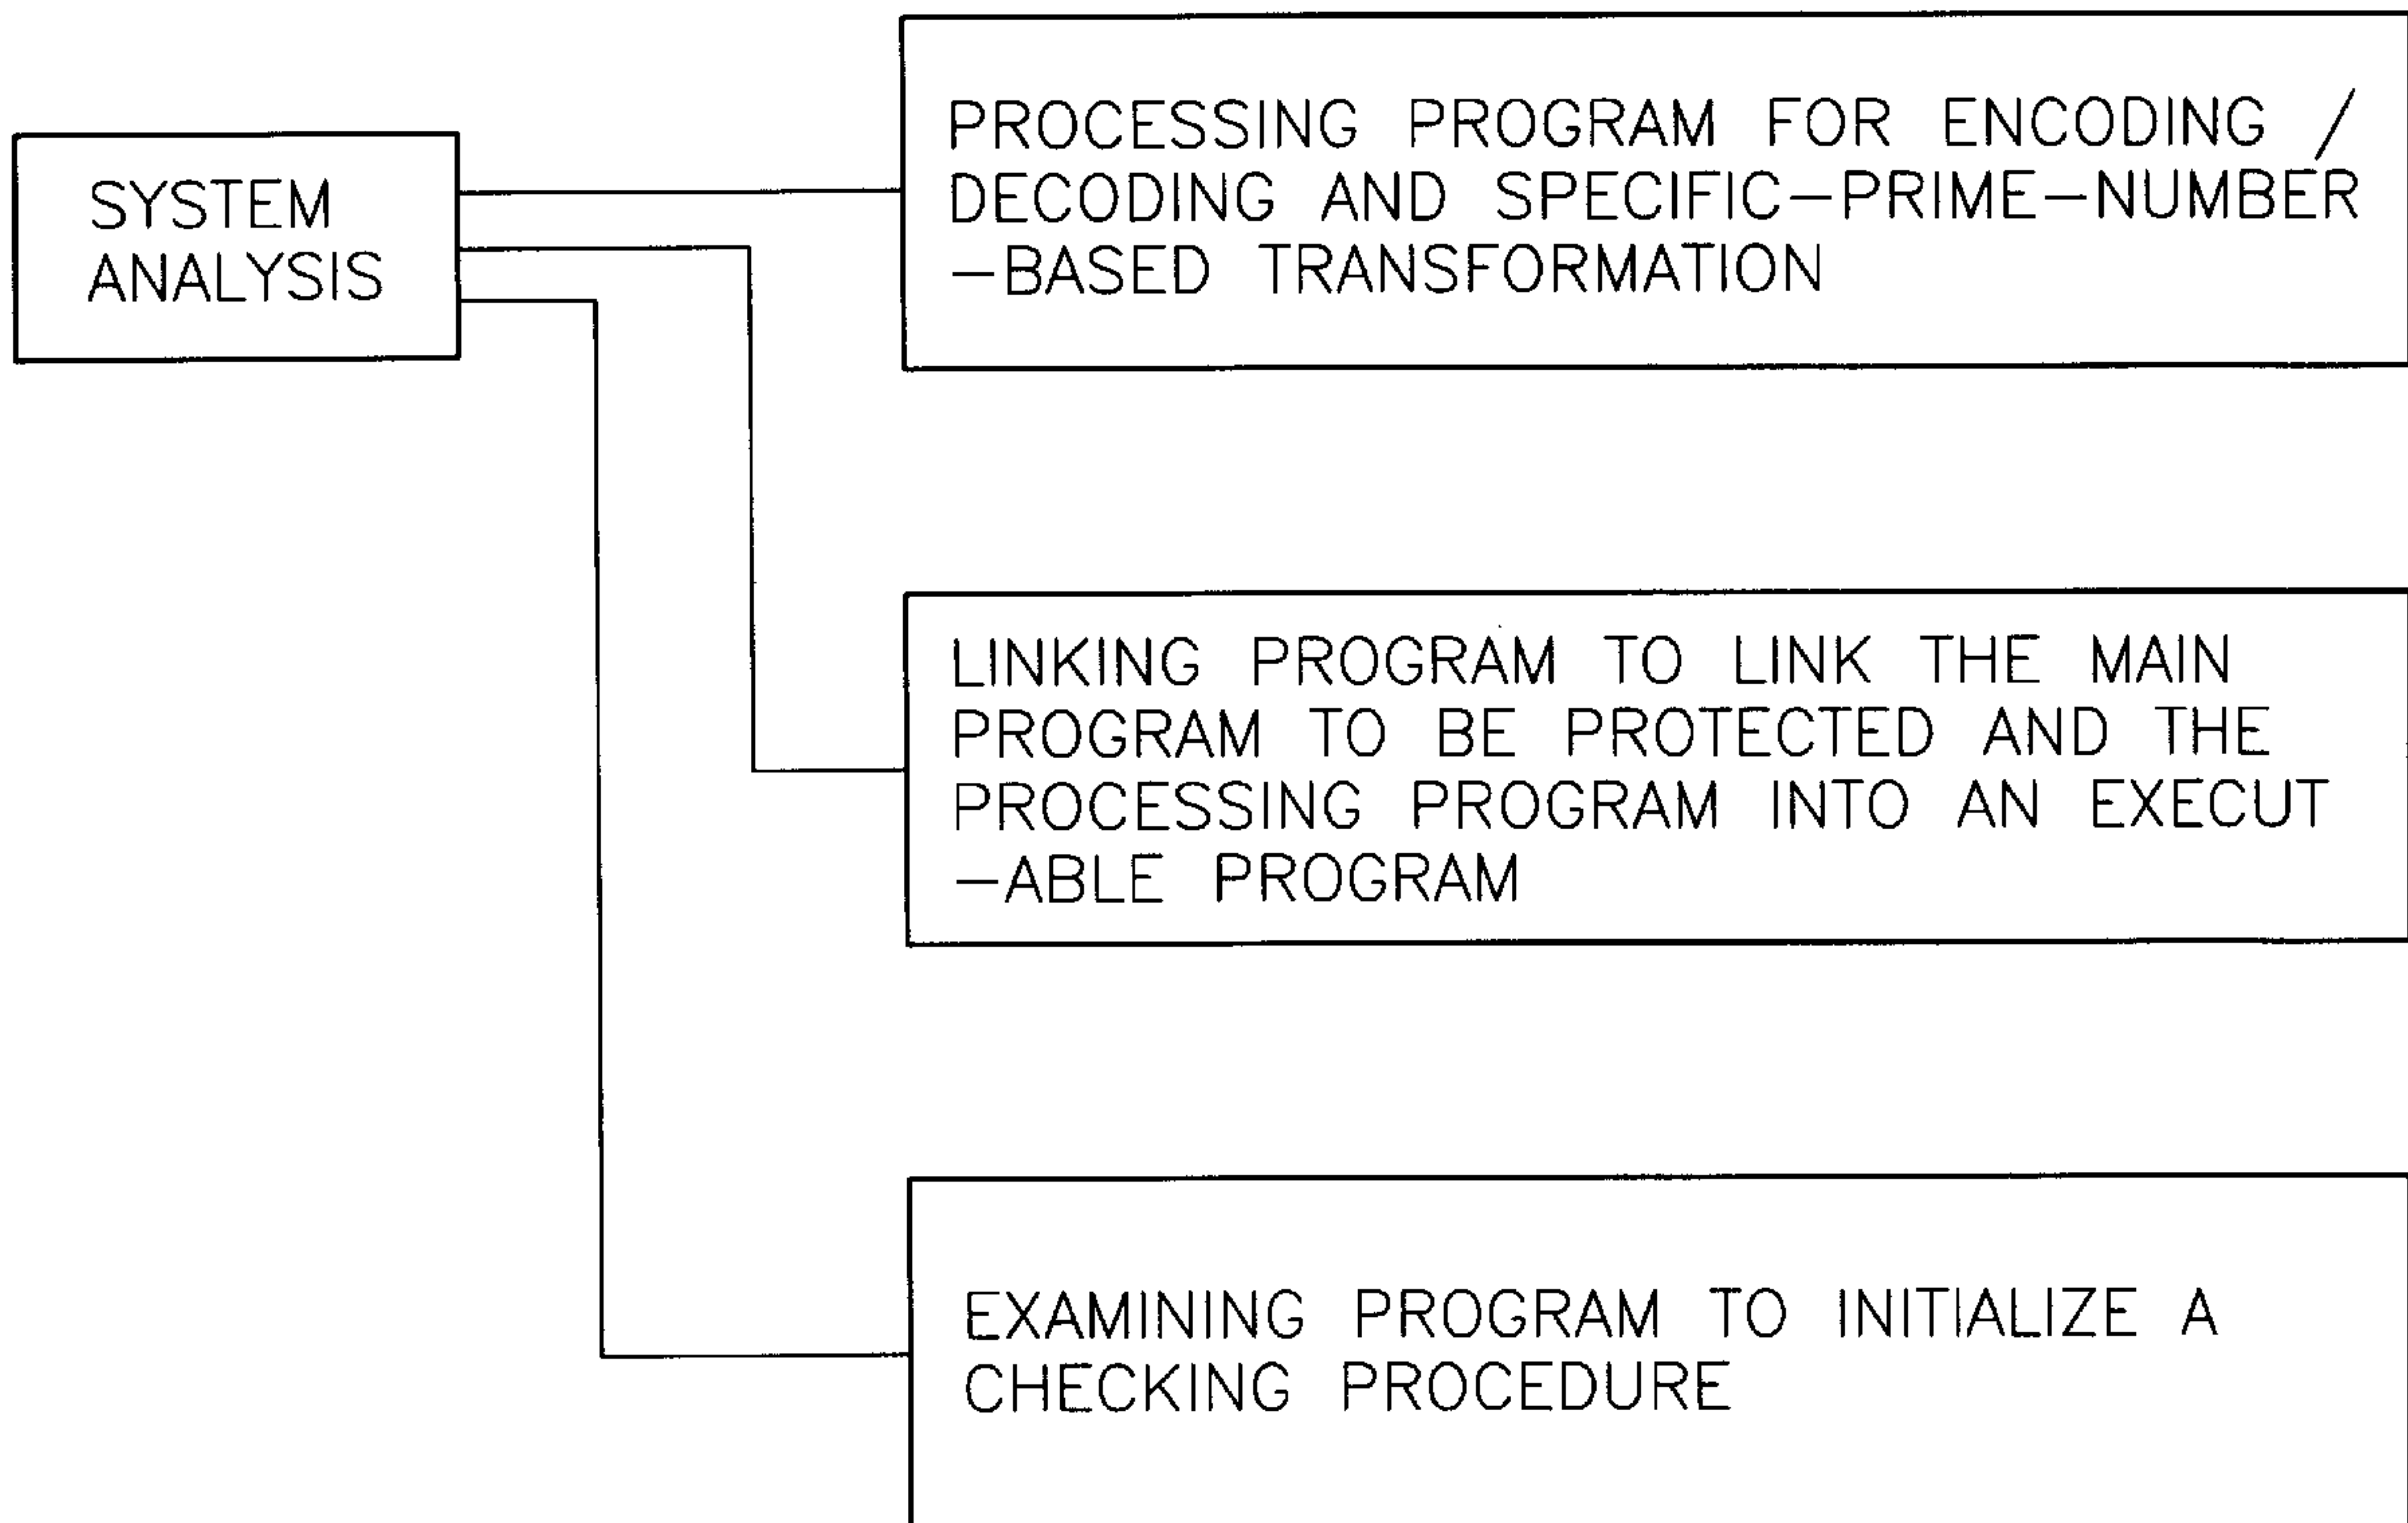 SYSTEM
ANALYSIS
PROCESSING PROGRAM FOR ENCODING /
DECODING AND SPECIFIC-PRIME-NUMBER
-BASED TRANSFORMATION
LINKING PROGRAM TO LINK THE MAIN
PROGRAM TO BE PROTECTED AND THE
PROCESSING PROGRAM INTO AN EXECUT
-ABLE PROGRAM
EXAMINING PROGRAM TO INITIALIZE A
CHECKING PROCEDURE